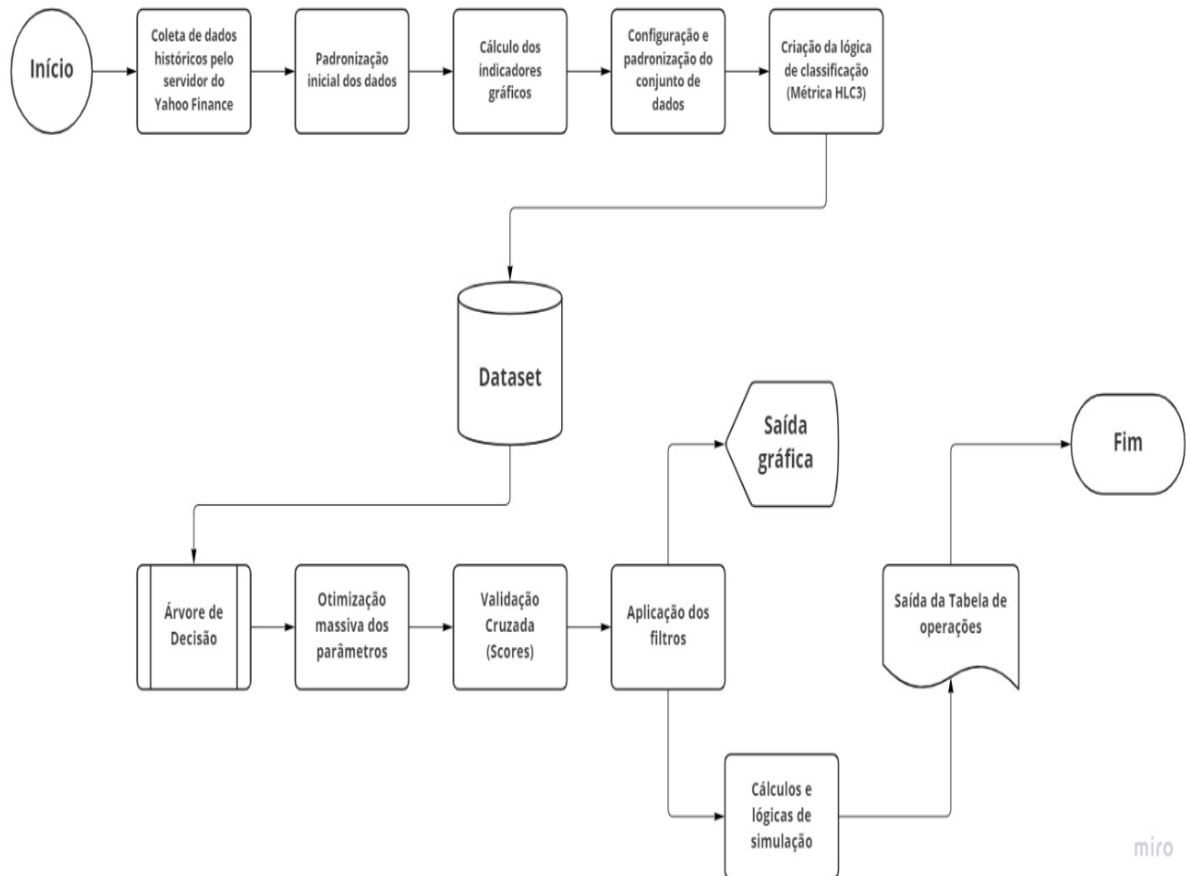 Início
Coleta de dados
históricos pelo
servidor do
Yahoo Finance
Padronização
inicial dos dados
Cálculo dos
indicadores
gráficos
Configuração e
padronização do
conjunto de
dados
Criação da lógica
de classificação
(Métrica HLC3)
Dataset
Saída
gráfica
Fim
Árvore de
Decisão
Otimização
massiva dos
parâmetros
Validação
Cruzada
(Scores)
Aplicação dos
filtros
Saída da Tabela de
operações
Cálculos e
lógicas de
simulação
miro